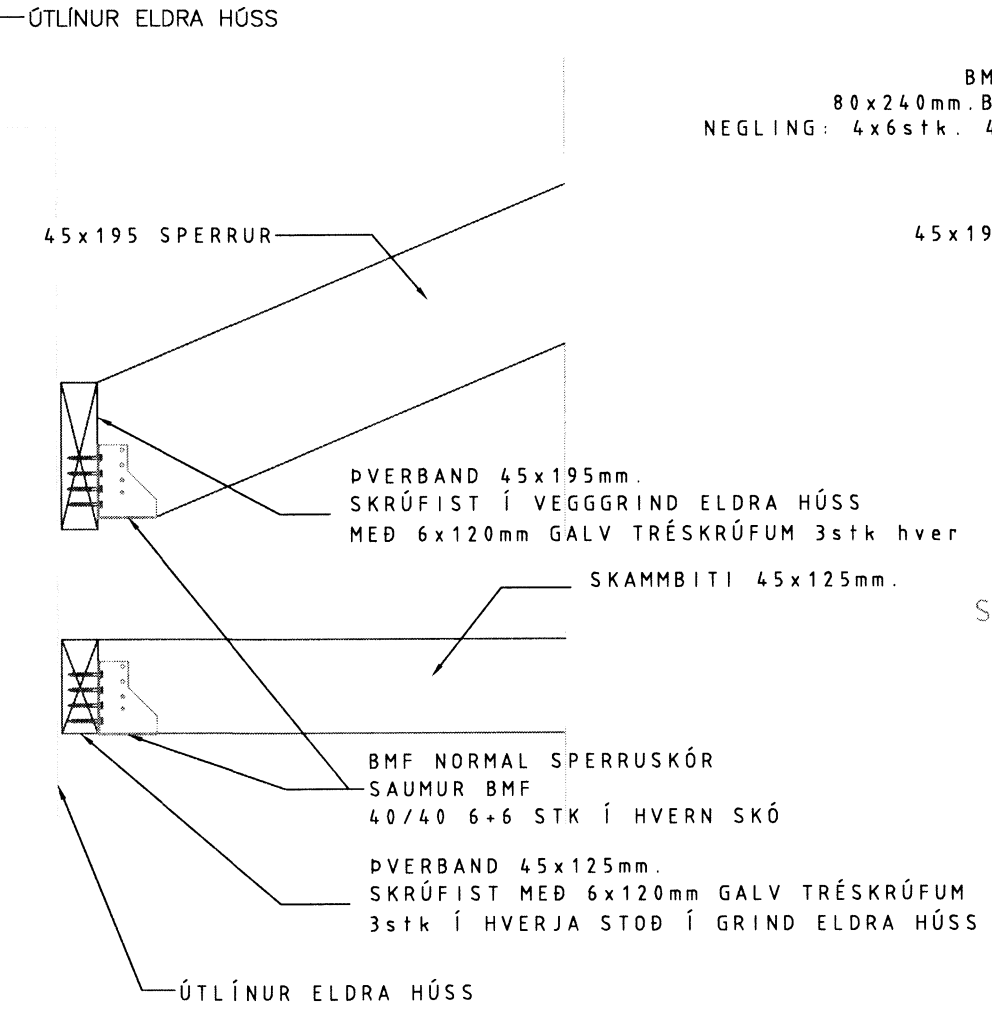 ÚTLÍNUR ELDRA HÚSS
BM
80x240mm.B
NEGLING: 4x6stk. 4
45x195 SPERRUR
45x19
ÞVERBAND 45x195mm.
SKRÚFIST Í VEGGGRIND ELDRA HÚSS
MEÐ 6x120mm GALV TRÉSKRÚFUM 3stk hver
SKAMMBITI 45x125mm.
S
BMF NORMAL SPERRUSKÓR
SAUMUR BMF
40/40 6+6 STK Í HVERN SKÓ
ÞVERBAND 45x125mm.
SKRÚFIST MEÐ 6x120mm GALV TRÉSKRÚFUM
3stk Í HVERJA STOÐ Í GRIND ELDRA HÚSS
ÚTLÍNUR ELDRA HÚSS